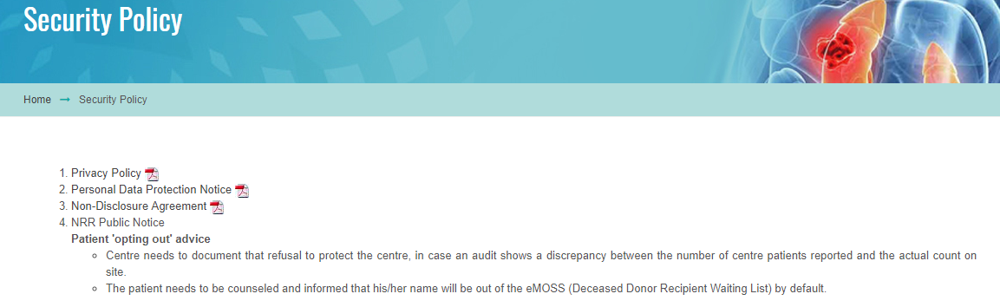 Security Policy
Home → Security Policy
1. Privacy Policy
2. Personal Data Protection Notice
3. Non-Disclosure Agreement
4. NRR Public Notice
Patient 'opting out' advice
◦ Centre needs to document that refusal to protect the centre, in case an audit shows a discrepancy between the number of centre patients reported and the actual count on
site.
◦ The patient needs to be counseled and informed that his/her name will be out of the eMOSS (Deceased Donor Recipient Waiting List) by default.